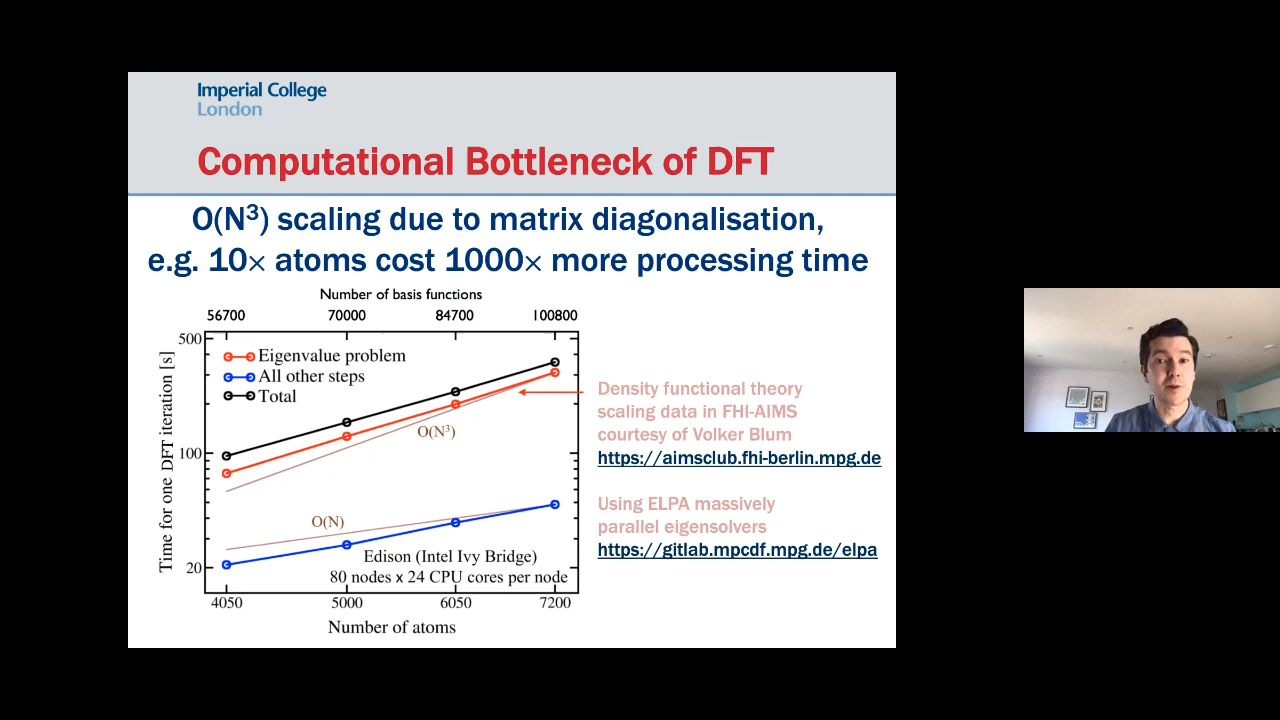 Imperial College
London
Computational Bottleneck of DFT
O(N³) scaling due to matrix diagonalisation,
e.g. 10× atoms cost 1000× more processing time
Number of basis functions
56700 70000 84700 100800
500
100
20
Time for one DFT iteration [s]
Eigenvalue problem
All other steps
Total
O(N³)
O(N)
Edison (Intel Ivy Bridge)
80 nodes x 24 CPU cores per node
4050 5000 6050 7200
Number of atoms
Density functional theory
scaling data in FHI-AIMS
courtesy of Volker Blum
https://aimsclub.fhi-berlin.mpg.de
Using ELPA massively
parallel eigensolvers
https://gitlab.mpcdf.mpg.de/elpa